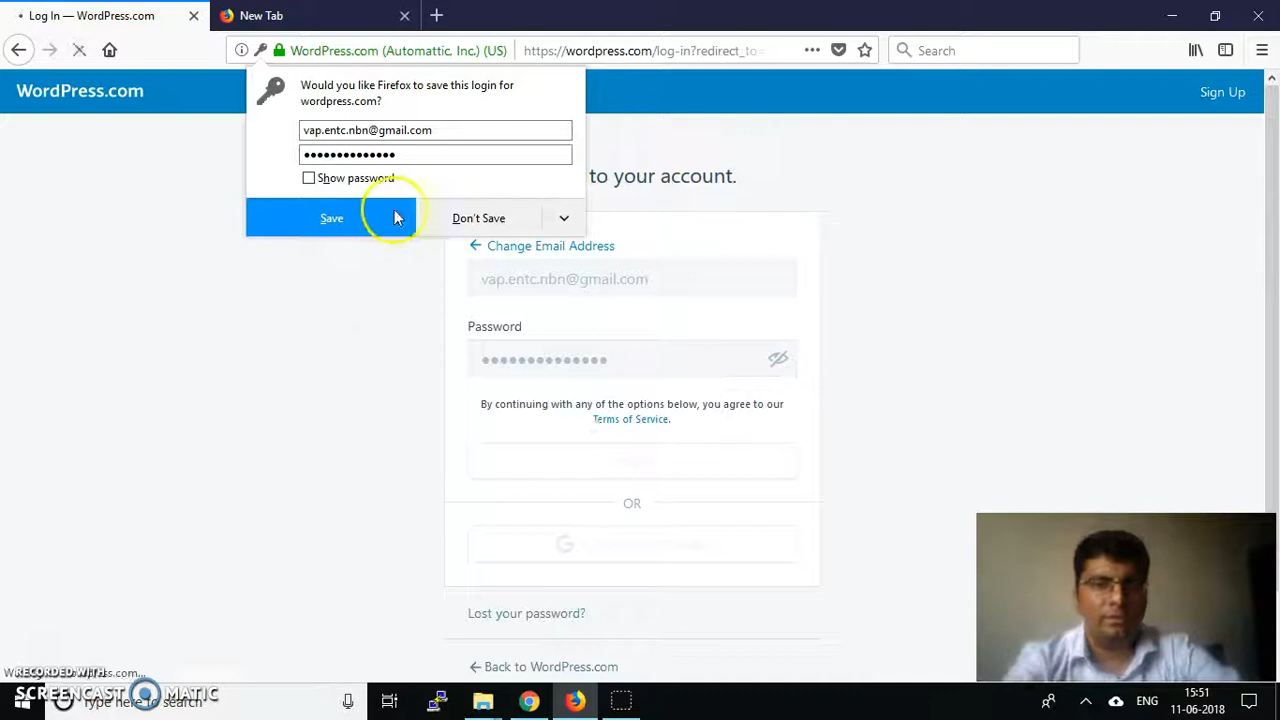 Log In — WordPress.com
New Tab
WordPress.com (Automattic, Inc.) (US)
https://wordpress.com/log-in?redirect_to=
Search
WordPress.com
Sign Up
Would you like Firefox to save this login for
wordpress.com?
vap.entc.nbn@gmail.com
Show password
Save
Don't Save
to your account.
Change Email Address
vap.entc.nbn@gmail.com
Password
By continuing with any of the options below, you agree to our
Terms of Service.
OR
Lost your password?
Back to WordPress.com
RECORDED WITH
SCREENCAST MATIC
Type here to search
ENG
15:51
11-06-2018